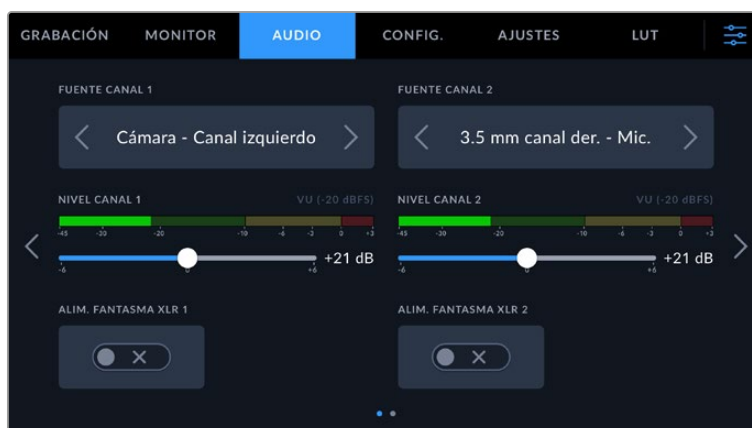 GRABACIÓN MONITOR AUDIO CONFIG. AJUSTES LUT
FUENTE CANAL 1 FUENTE CANAL 2
Cámara - Canal izquierdo 3.5 mm canal der. - Mic.
NIVEL CANAL 1 VU (-20 dBFS) NIVEL CANAL 2 VU (-20 dBFS)
-45 -30 -20 -10 -6 -3 0 +3 -45 -30 -20 -10 -6 -3 0 +3
+21 dB +21 dB
-6 0 +6 -6 0 +6
ALIM. FANTASMA XLR 1 ALIM. FANTASMA XLR 2